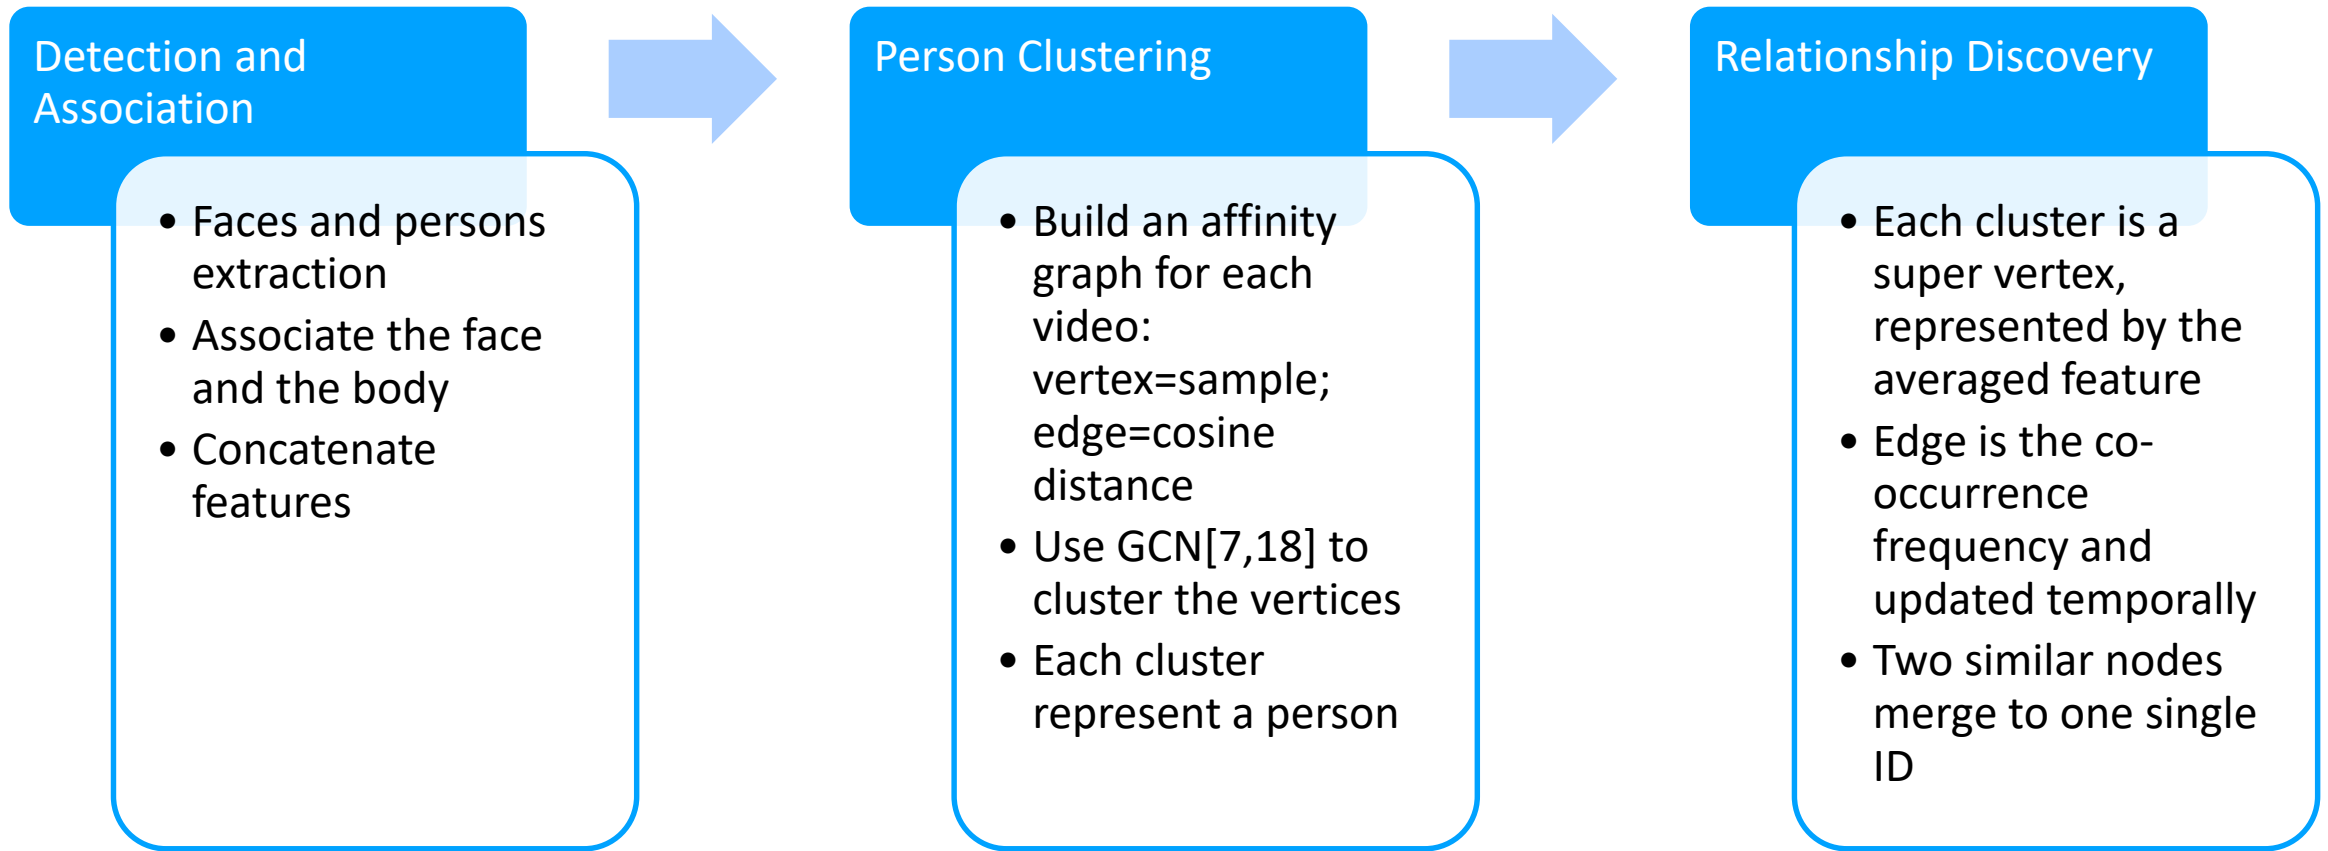 Detection and
Association
• Faces and persons
extraction
• Associate the face
and the body
• Concatenate
features
Person Clustering
• Build an affinity
graph for each
video:
vertex=sample;
edge=cosine
distance
• Use GCN[7,18] to
cluster the vertices
• Each cluster
represent a person
Relationship Discovery
• Each cluster is a
super vertex,
represented by the
averaged feature
• Edge is the co-
occurrence
frequency and
updated temporally
• Two similar nodes
merge to one single
ID